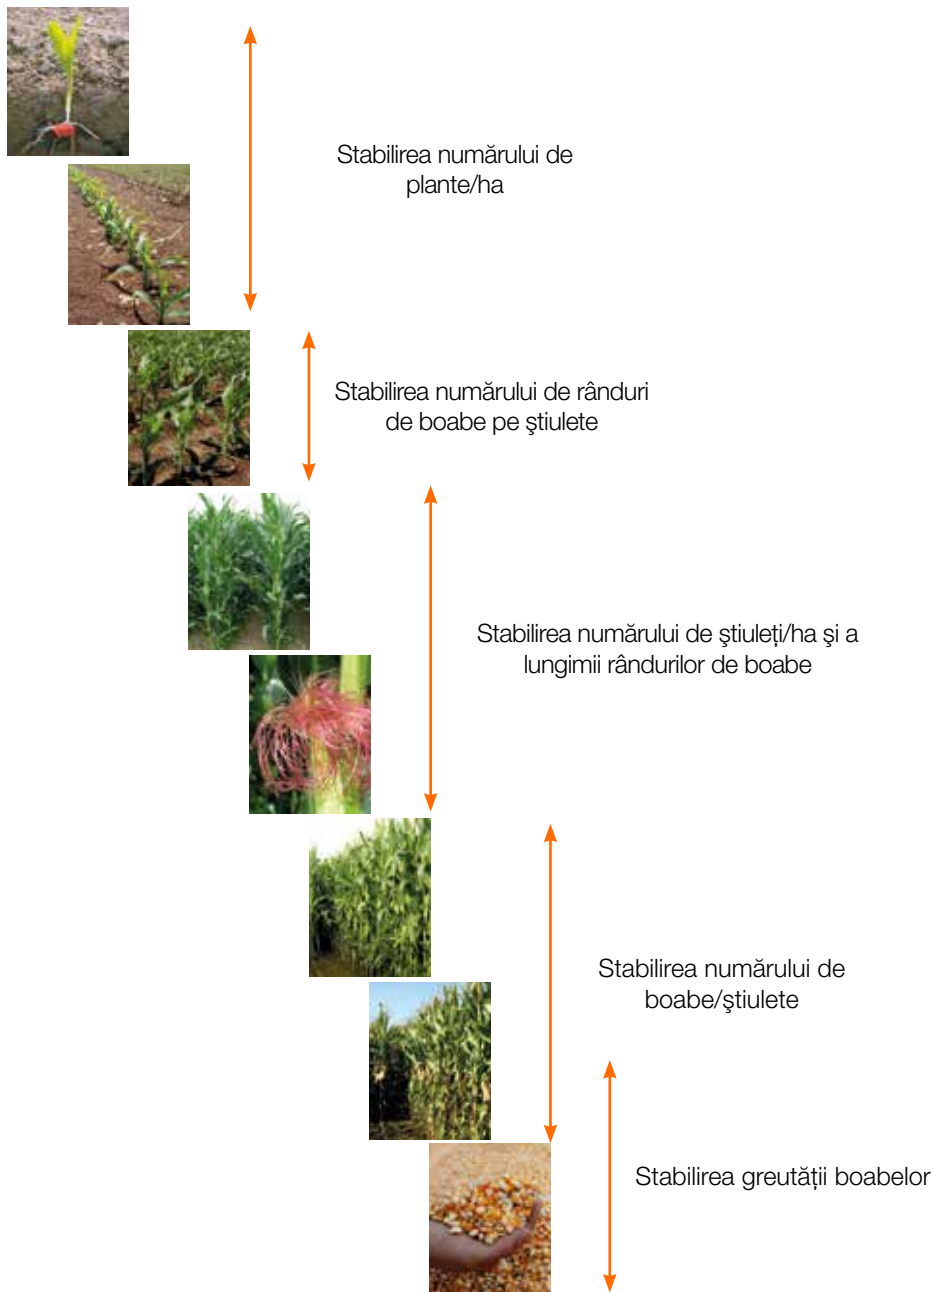 Stabilirea numărului de
plante/ha
Stabilirea numărului de rânduri
de boabe pe ştiulete
Stabilirea numărului de ştiuleți/ha şi a
lungimii rândurilor de boabe
Stabilirea numărului de
boabe/ştiulete
Stabilirea greutății boabelor